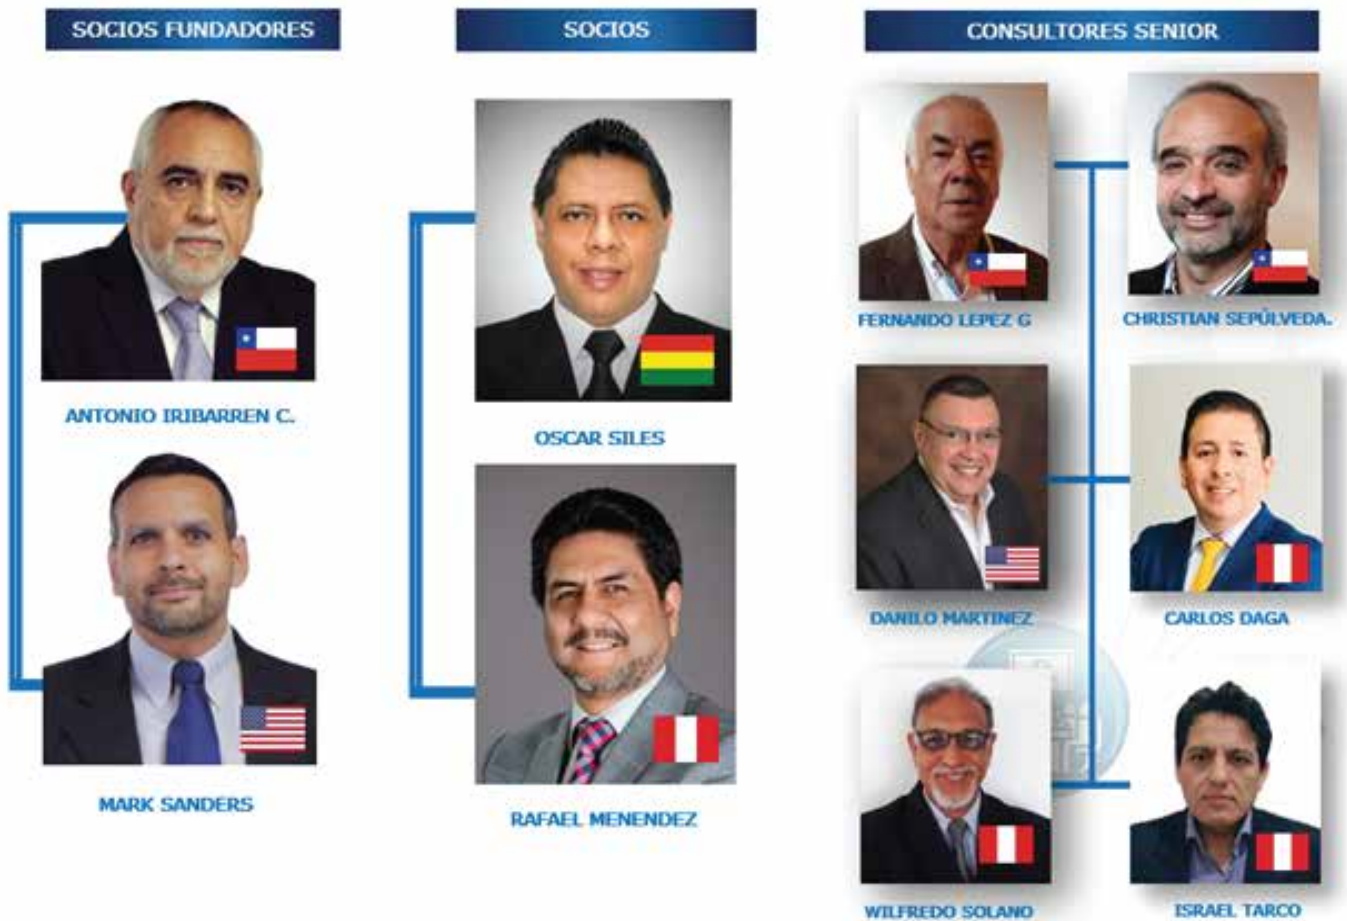 SOCIOS FUNDADORES
SOCIOS
CONSULTORES SENIOR
ANTONIO IRIBARREN C.
MARK SANDERS
OSCAR SILES
RAFAEL MENENDEZ
FERNANDO LEPEZ G
CHRISTIAN SEPÚLVEDA.
DANILO MARTINEZ
CARLOS DAGA
WILFREDO SOLANO
ISRAEL TARCO